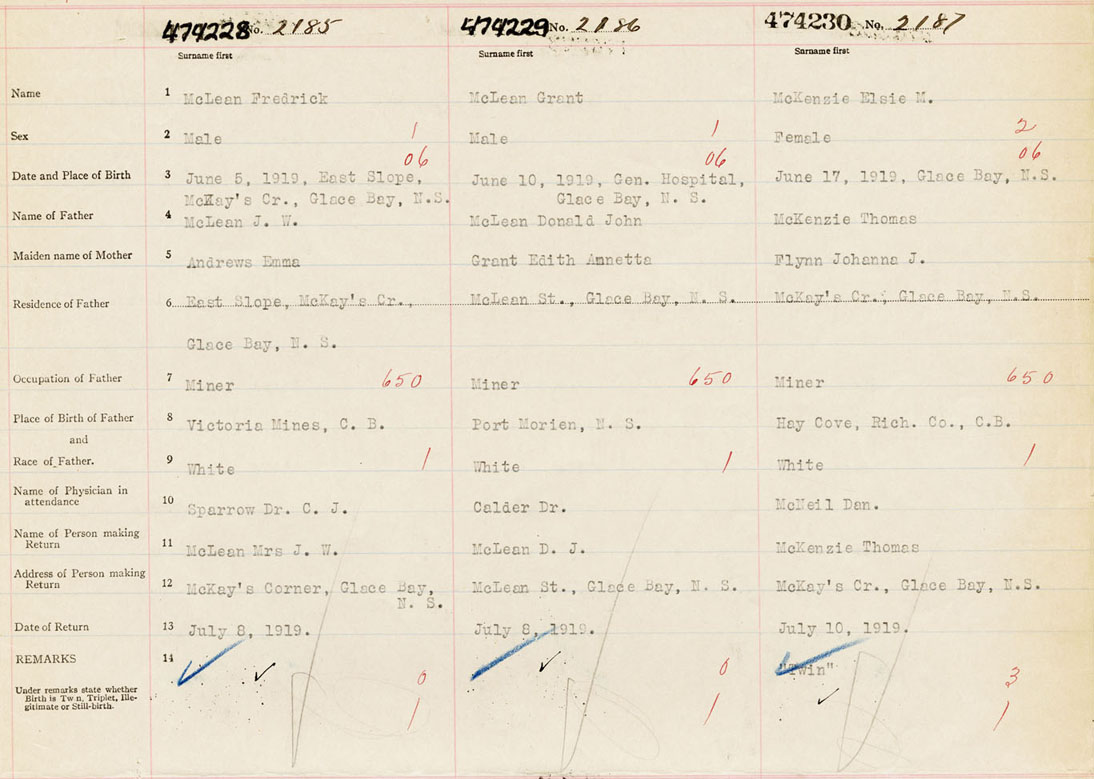 474228 No. 2185 474229 No. 2186 474230 No. 2187
Surname first Surname first Surname first
Name 1 McLean Fredrick McLean Grant McKenzie Elsie M.
Sex 2 Male 1 Male 1 Female 2
06 06 06
Date and Place of Birth 3 June 5, 1919, East Slope, June 10, 1919, Gen. Hospital, June 17, 1919, Glace Bay, N.S.
McKay's Cr., Glace Bay, N.S. Glace Bay, N. S.
Name of Father 4 McLean J. W. McLean Donald John McKenzie Thomas
Maiden name of Mother 5 Andrews Emma Grant Edith Annetta Flynn Johanna J.
Residence of Father 6 East Slope, McKay's Cr., McLean St., Glace Bay, N. S. McKay's Cr., Glace Bay, N.S.
Glace Bay, N. S.
Occupation of Father 7 Miner 650 Miner 650 Miner 650
Place of Birth of Father 8 Victoria Mines, C. B. Port Morien, N. S. Hay Cove, Rich. Co., C.B.
and
Race of Father. 9 White 1 White 1 White 1
Name of Physician in
attendance 10 Sparrow Dr. C. J. Calder Dr. McNeil Dan.
Name of Person making
Return 11 McLean Mrs J. W. McLean D. J. McKenzie Thomas
Address of Person making
Return 12 McKay's Corner, Glace Bay, McLean St., Glace Bay, N. S. McKay's Cr., Glace Bay, N.S.
N. S.
Date of Return 13 July 8, 1919. July 8, 1919. July 10, 1919.
REMARKS 14 "Twin"
0 0 3
Under remarks state whether
Birth is Twin, Triplet, Ille-
gitimate or Still-birth.
1 1 1